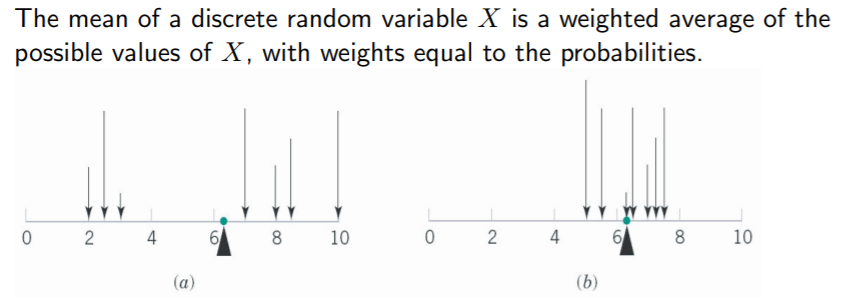 The mean of a discrete random variable X is a weighted average of the
possible values of X, with weights equal to the probabilities.
0 2 4 6 8 10
(a)
0 2 4 6 8 10
(b)